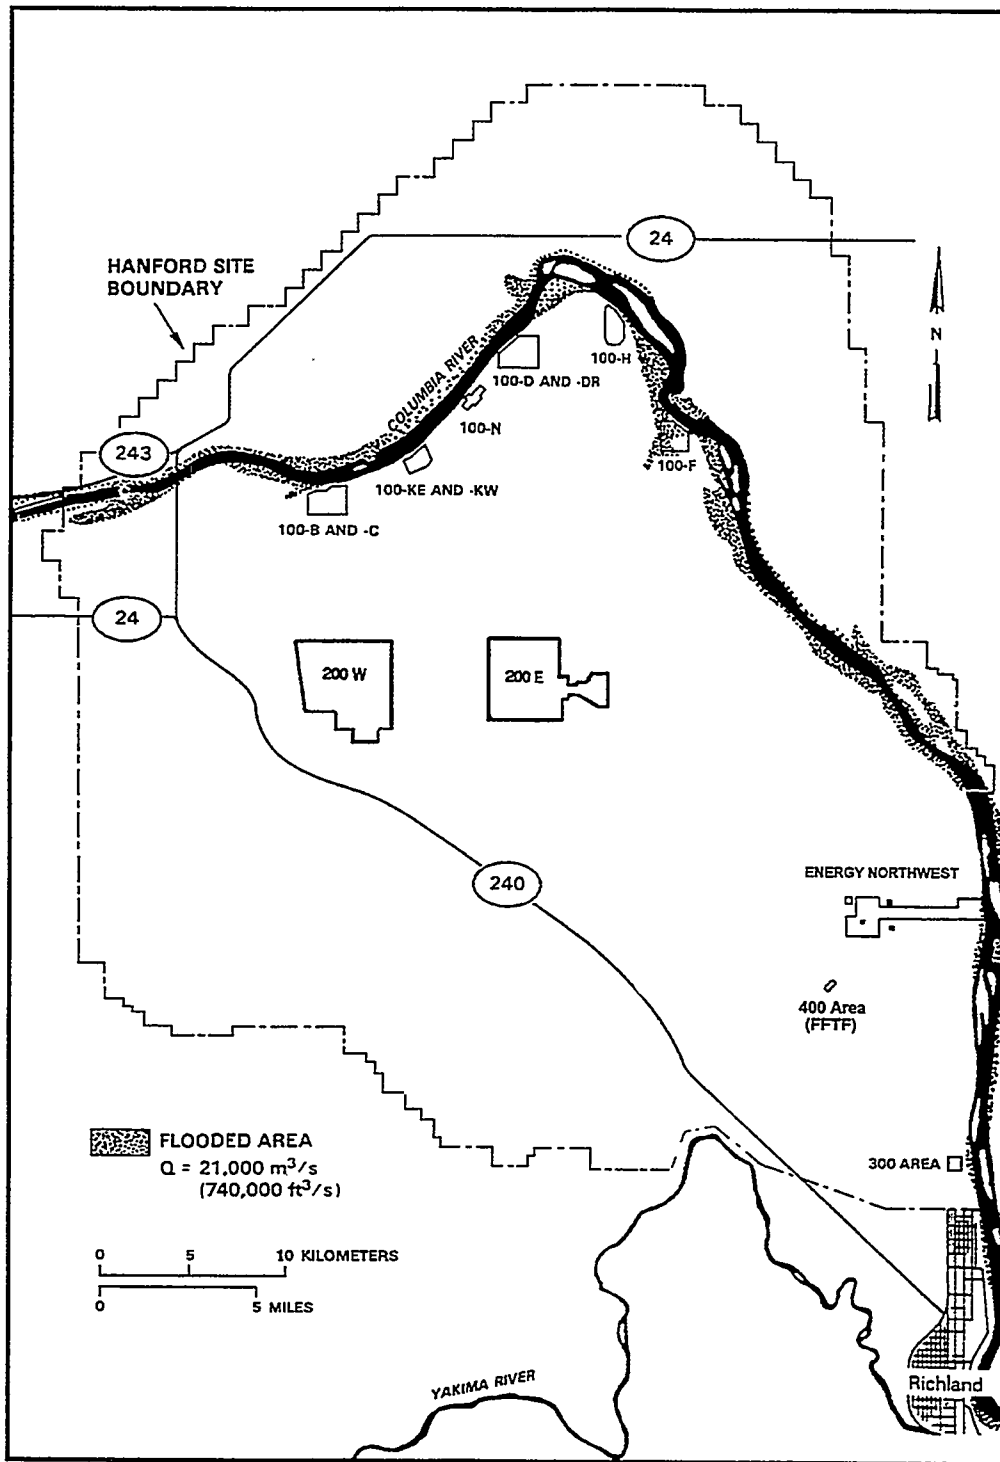 24
HANFORD SITE
BOUNDARY
N
COLUMBIA RIVER
100-H
100-D AND -DR
100-N
243
100-F
100-KE AND -KW
100-B AND -C
24
200 W
200 E
240
ENERGY NORTHWEST
400 Area
(FFTF)
FLOODED AREA
Q = 21,000 m³/s
(740,000 ft³/s)
300 AREA
0 5 10 KILOMETERS
0 5 MILES
YAKIMA RIVER
Richland